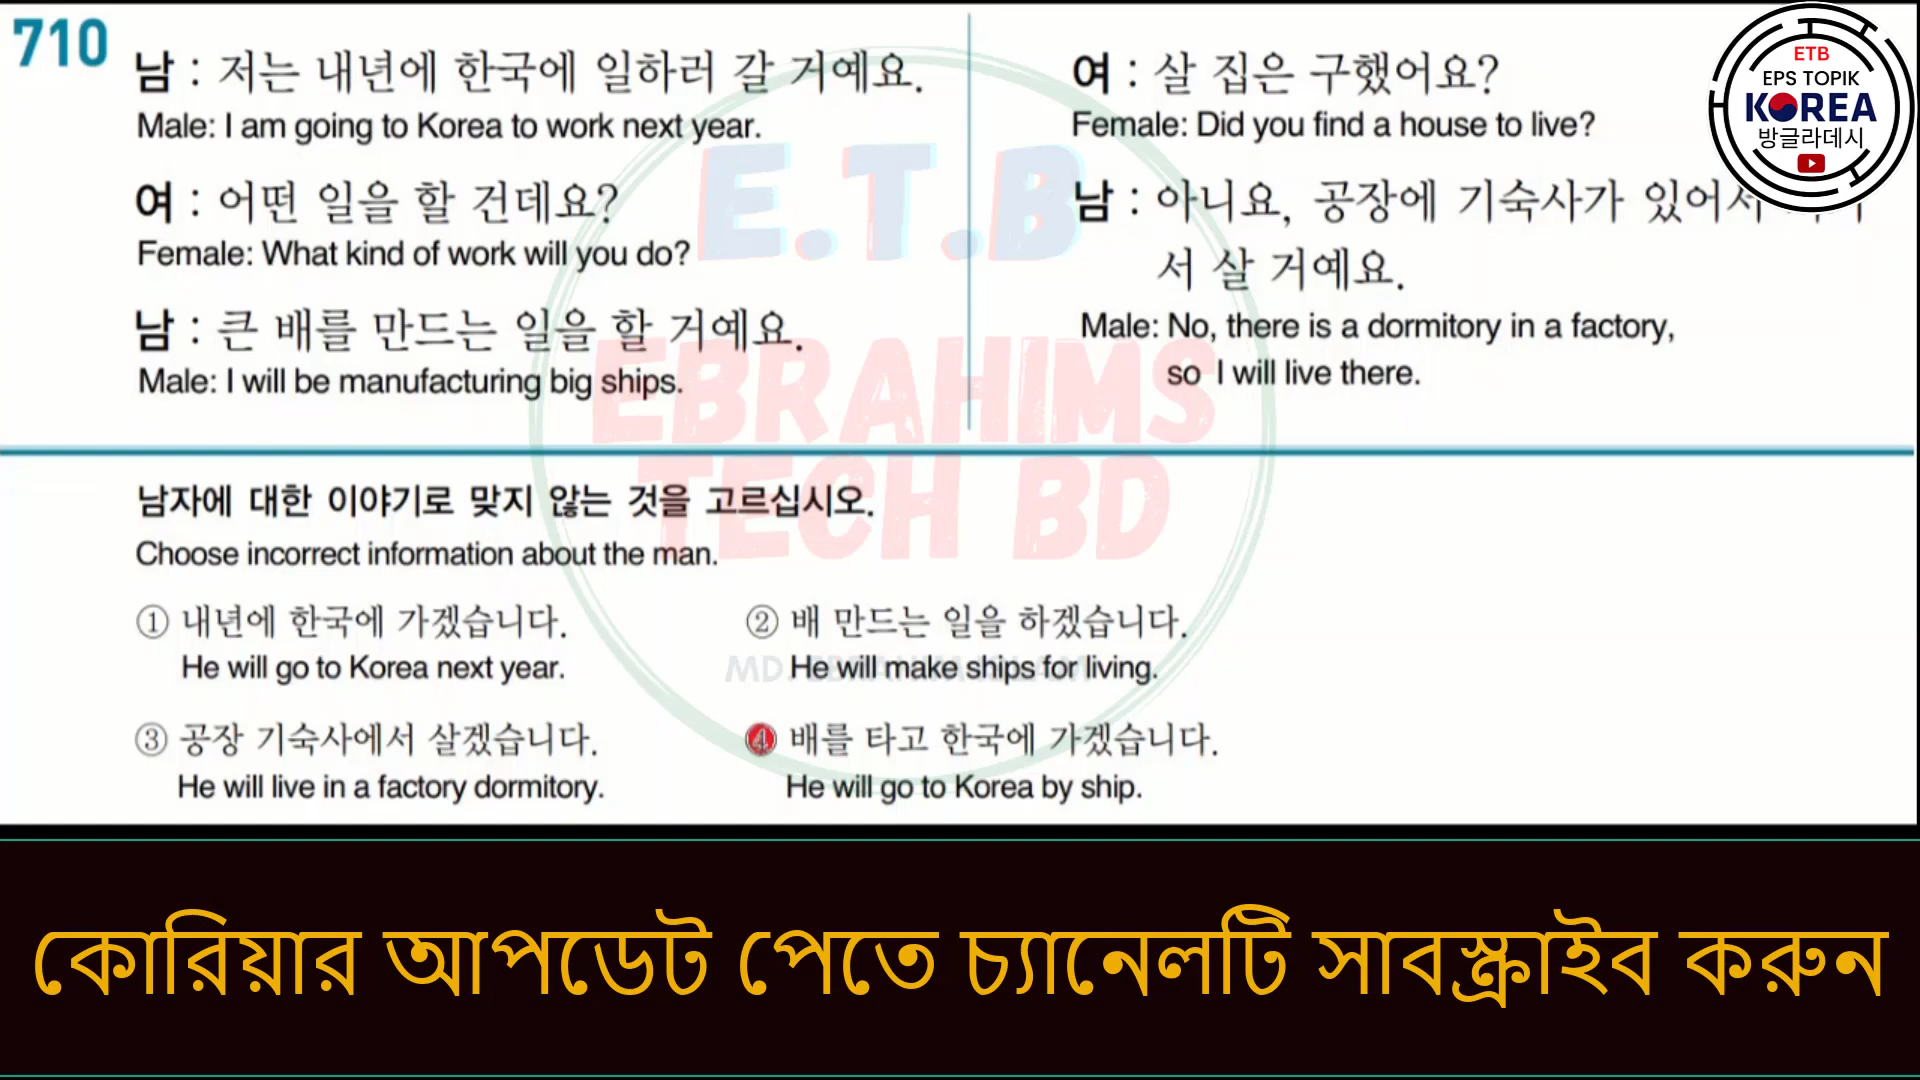 710
남 : 저는 내년에 한국에 일하러 갈 거예요.
Male: I am going to Korea to work next year.
여 : 어떤 일을 할 건데요?
Female: What kind of work will you do?
남 : 큰 배를 만드는 일을 할 거예요.
Male: I will be manufacturing big ships.
여 : 살 집은 구했어요?
Female: Did you find a house to live?
남 : 아니요, 공장에 기숙사가 있어서
서 살 거예요.
Male: No, there is a dormitory in a factory,
so I will live there.
ETB
EPS TOPIK
KOREA
방글라데시
E.T.B
EBRAHIMS
TECH BD
남자에 대한 이야기로 맞지 않는 것을 고르십시오.
Choose incorrect information about the man.
① 내년에 한국에 가겠습니다.
He will go to Korea next year.
② 배 만드는 일을 하겠습니다.
He will make ships for living.
③ 공장 기숙사에서 살겠습니다.
He will live in a factory dormitory.
④ 배를 타고 한국에 가겠습니다.
He will go to Korea by ship.
কোরিয়ার আপডেট পেতে চ্যানেলটি সাবস্ক্রাইব করুন